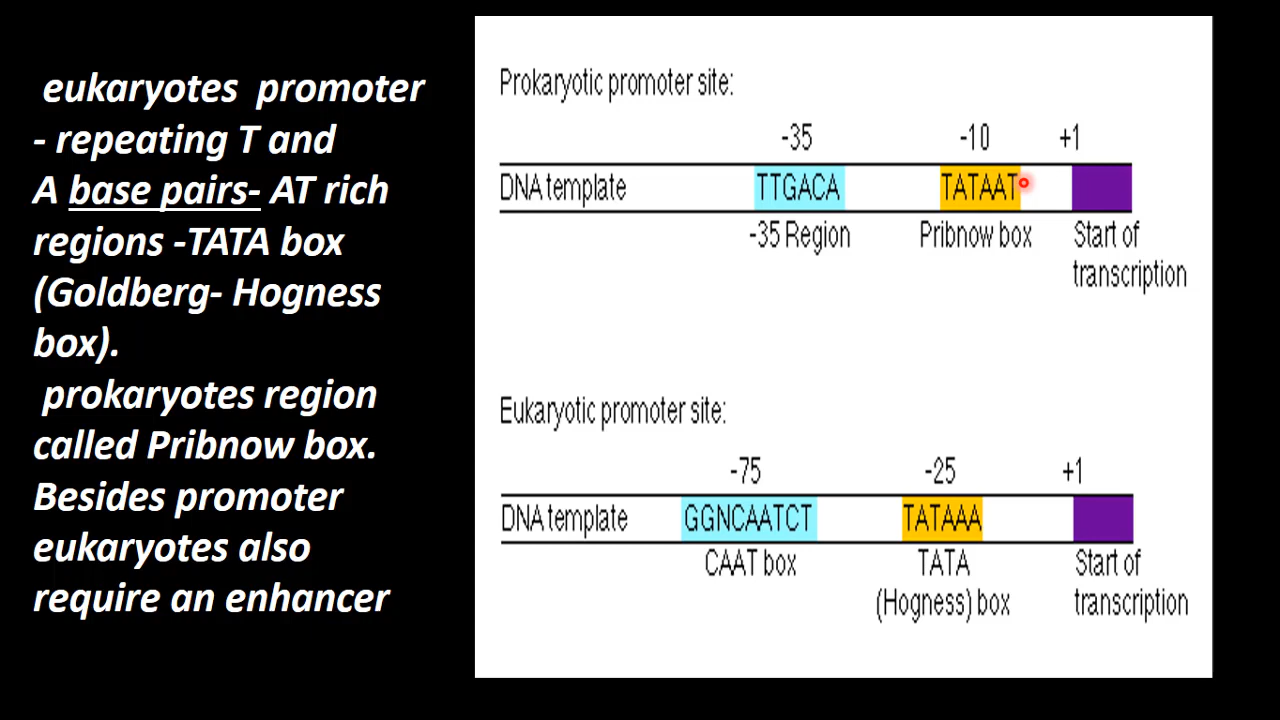 eukaryotes promoter
- repeating T and
A base pairs- AT rich
regions -TATA box
(Goldberg- Hogness
box).
prokaryotes region
called Pribnow box.
Besides promoter
eukaryotes also
require an enhancer
Prokaryotic promoter site:
-35 -10 +1
DNA template TTGACA TATAAT
-35 Region Pribnow box Start of
transcription
Eukaryotic promoter site:
-75 -25 +1
DNA template GGNCAATCT TATAAA
CAAT box TATA Start of
(Hogness) box transcription